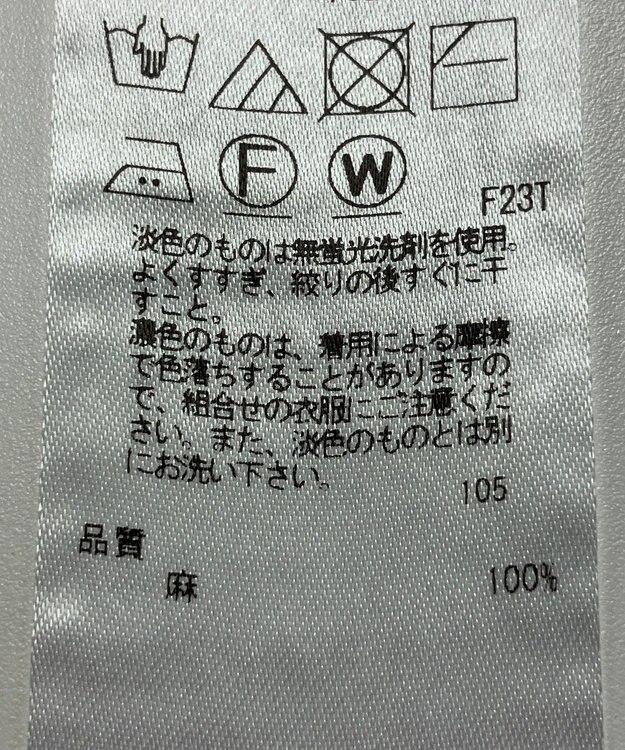 F
W
F23T
淡色のものは無蛍光洗剤を使用。
よくすすぎ、絞りの後すぐに干
すこと。
濃色のものは、着用による摩擦
で色落ちすることがありますの
で、組合せの衣服にご注意くだ
さい。また、淡色のものとは別
にお洗い下さい。
105
品質
麻 100%